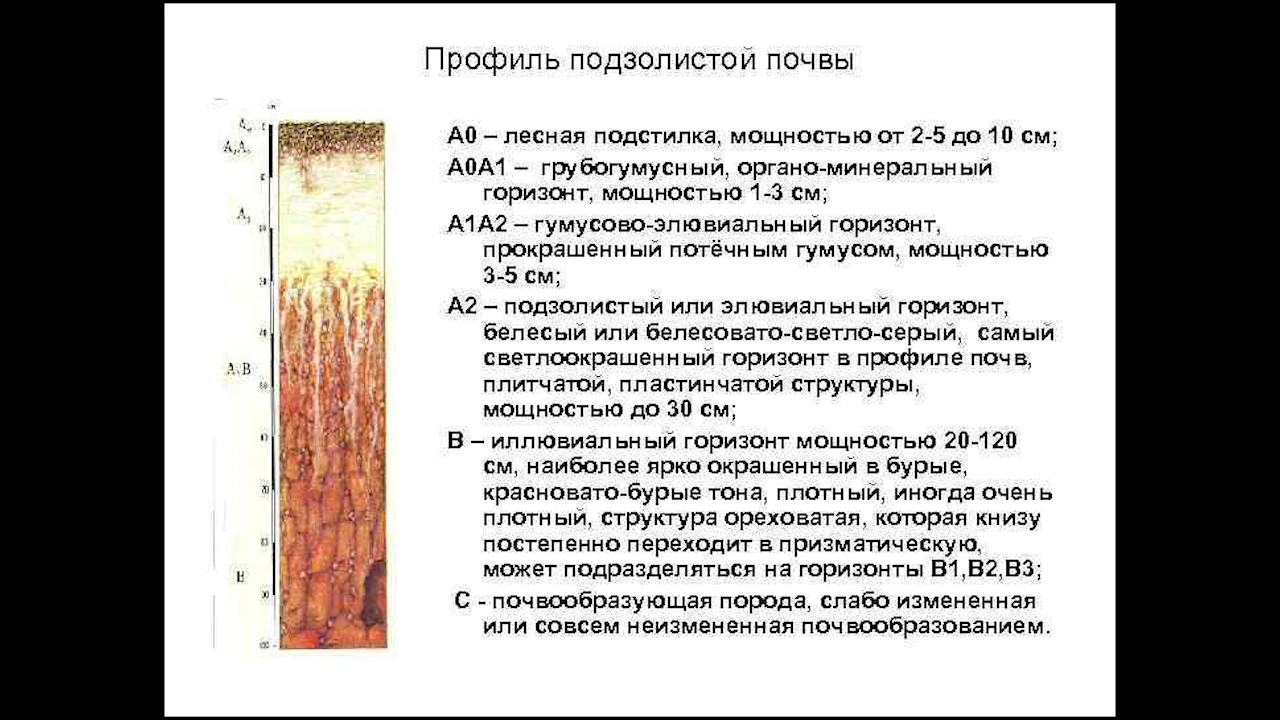 Профиль подзолистой почвы
А0 – лесная подстилка, мощностью от 2-5 до 10 см;
А0А1 – грубогумусный, органо-минеральный
горизонт, мощностью 1-3 см;
А1А2 – гумусово-элювиальный горизонт,
прокрашенный потёчным гумусом, мощностью
3-5 см;
А2 – подзолистый или элювиальный горизонт,
белесый или белесовато-светло-серый, самый
светлоокрашенный горизонт в профиле почв,
плитчатой, пластинчатой структуры,
мощностью до 30 см;
В – иллювиальный горизонт мощностью 20-120
см, наиболее ярко окрашенный в бурые,
красновато-бурые тона, плотный, иногда очень
плотный, структура ореховатая, которая книзу
постепенно переходит в призматическую,
может подразделяться на горизонты В1,В2,В3;
С - почвообразующая порода, слабо измененная
или совсем неизмененная почвообразованием.
В